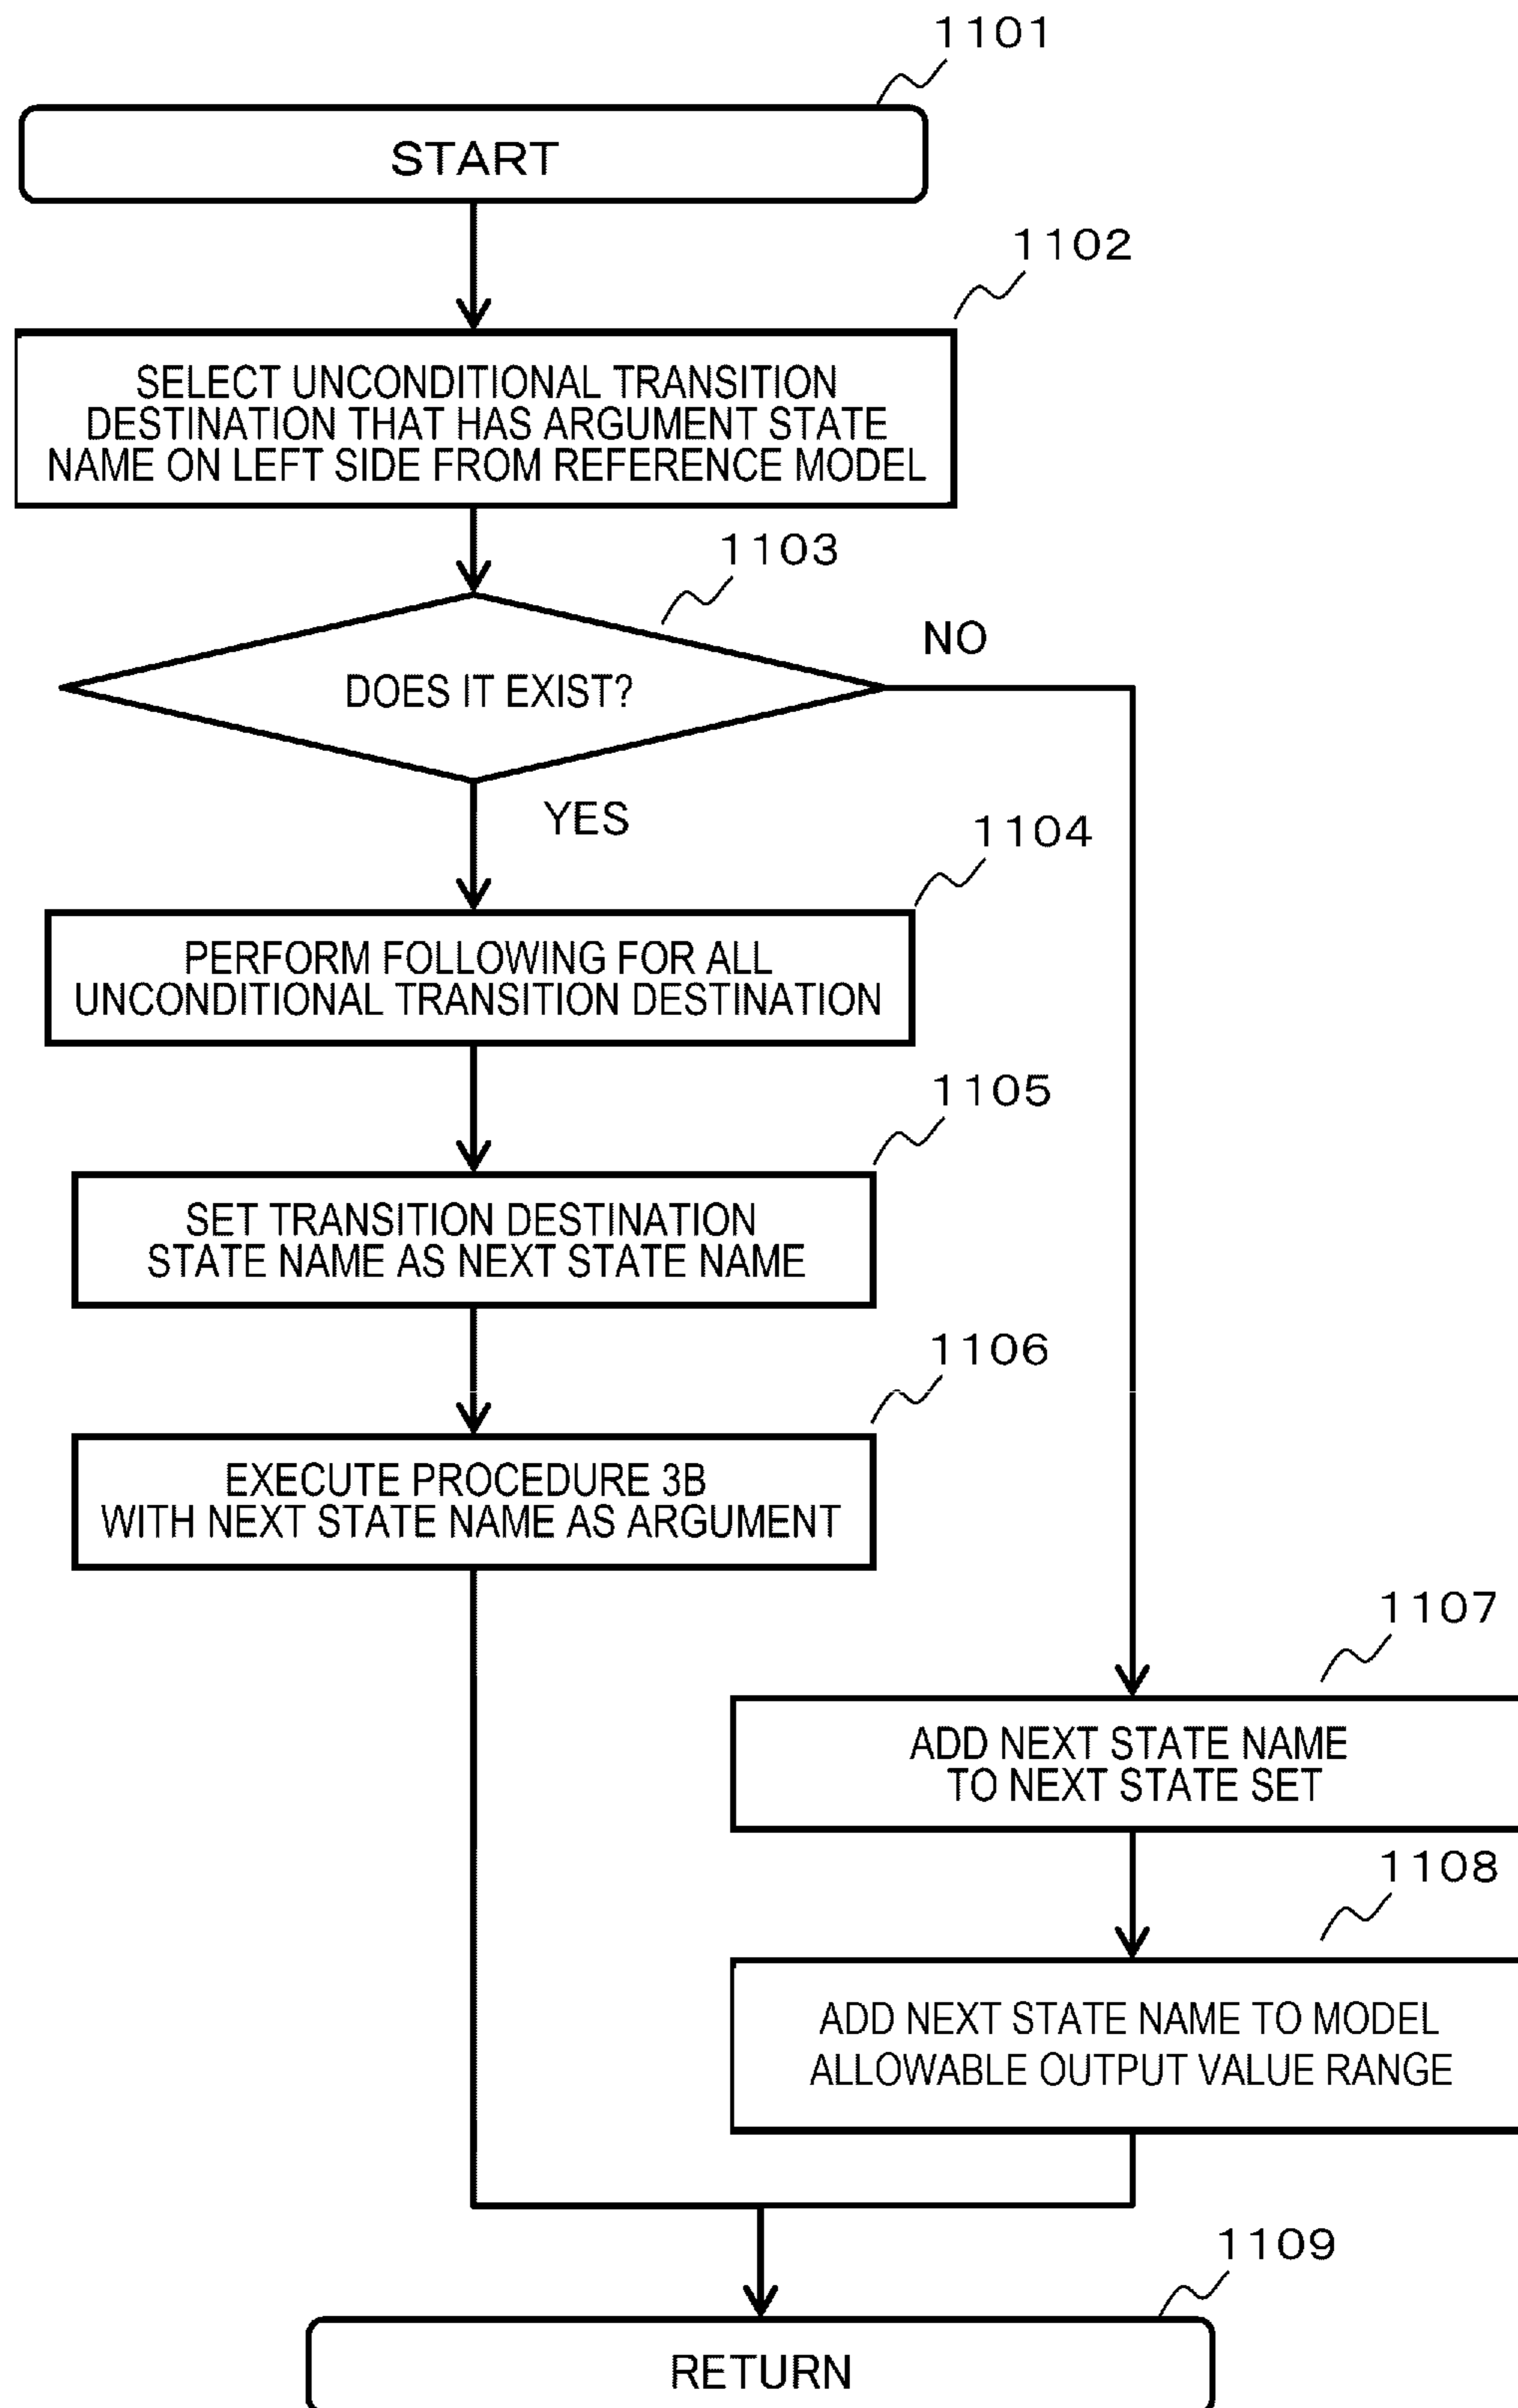 1101
START
1102
SELECT UNCONDITIONAL TRANSITION
DESTINATION THAT HAS ARGUMENT STATE
NAME ON LEFT SIDE FROM REFERENCE MODEL
1103
NO
DOES IT EXIST?
YES
1104
PERFORM FOLLOWING FOR ALL
UNCONDITIONAL TRANSITION DESTINATION
1105
SET TRANSITION DESTINATION
STATE NAME AS NEXT STATE NAME
1106
EXECUTE PROCEDURE 3B
WITH NEXT STATE NAME AS ARGUMENT
1107
ADD NEXT STATE NAME
TO NEXT STATE SET
1108
ADD NEXT STATE NAME TO MODEL
ALLOWABLE OUTPUT VALUE RANGE
1109
RETURN